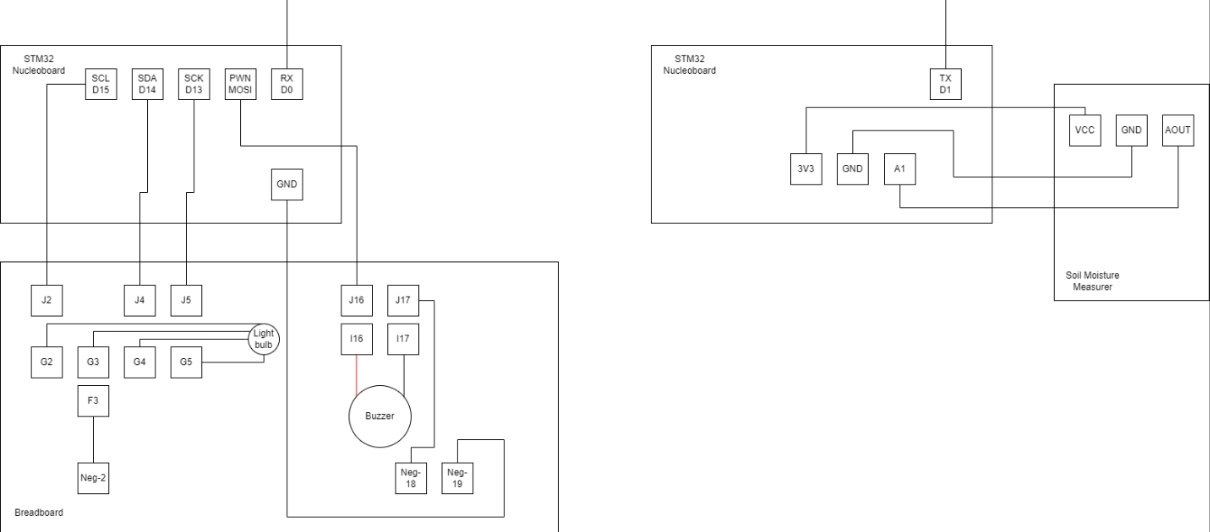 STM32
Nucleoboard
SCL
D15
SDA
D14
SCK
D13
PWN
MOSI
RX
D0
GND
J2
J4
J5
J16
J17
I16
I17
Light
bulb
G2
G3
G4
G5
F3
Buzzer
Neg-2
Neg-
18
Neg-
19
Breadboard
STM32
Nucleoboard
TX
D1
3V3
GND
A1
VCC
GND
AOUT
Soil Moisture
Measurer